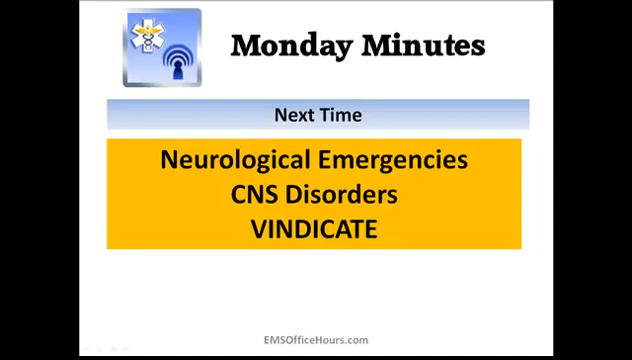 Monday Minutes
Next Time
Neurological Emergencies
CNS Disorders
VINDICATE
EMSOfficeHours.com